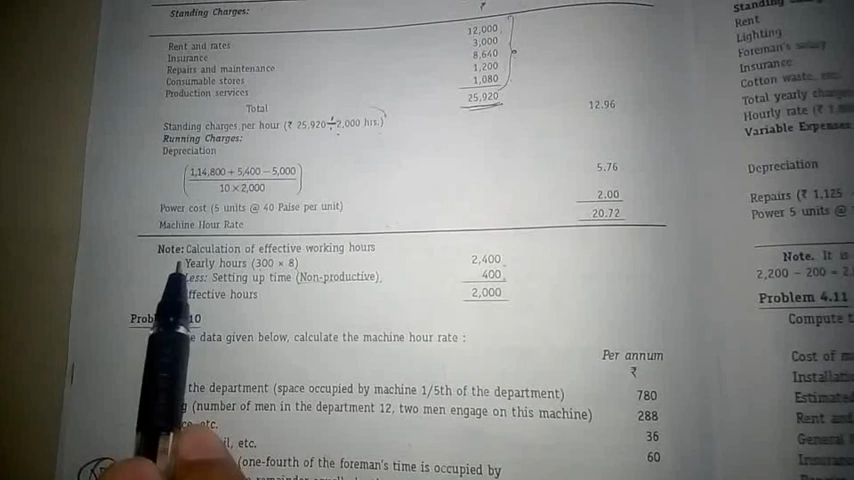 Standing Charges:
₹
Rent and rates 12,000
Insurance 3,000
Repairs and maintenance 8,640
Consumable stores 1,200
Production services 1,080
Total 25,920
Standing charges per hour (₹ 25,920 ÷ 2,000 hrs.) 12.96
Running Charges:
Depreciation
(1,14,800 + 5,400 – 5,000 5.76
10 × 2,000)
Power cost (5 units @ 40 Paise per unit) 2.00
Machine Hour Rate 20.72
Note: Calculation of effective working hours
Yearly hours (300 × 8) 2,400
Less: Setting up time (Non-productive) 400
ffective hours 2,000
Prob 10
e data given below, calculate the machine hour rate :
Per annum
₹
the department (space occupied by machine 1/5th of the department) 780
g (number of men in the department 12, two men engage on this machine) 288
ce, etc. 36
il, etc. 60
(one-fourth of the foreman's time is occupied by
Standing
Rent
Lighting
Foreman's salary
Insurance
Cotton waste, etc.
Total yearly charges
Hourly rate (₹
Variable Expenses
Depreciation
Repairs (₹ 1,125
Power 5 units @
Note. It is
2,200 – 200 = 2,
Problem 4.11
Compute t
Cost of m
Installati
Estimated
Rent and
General
Insuranc